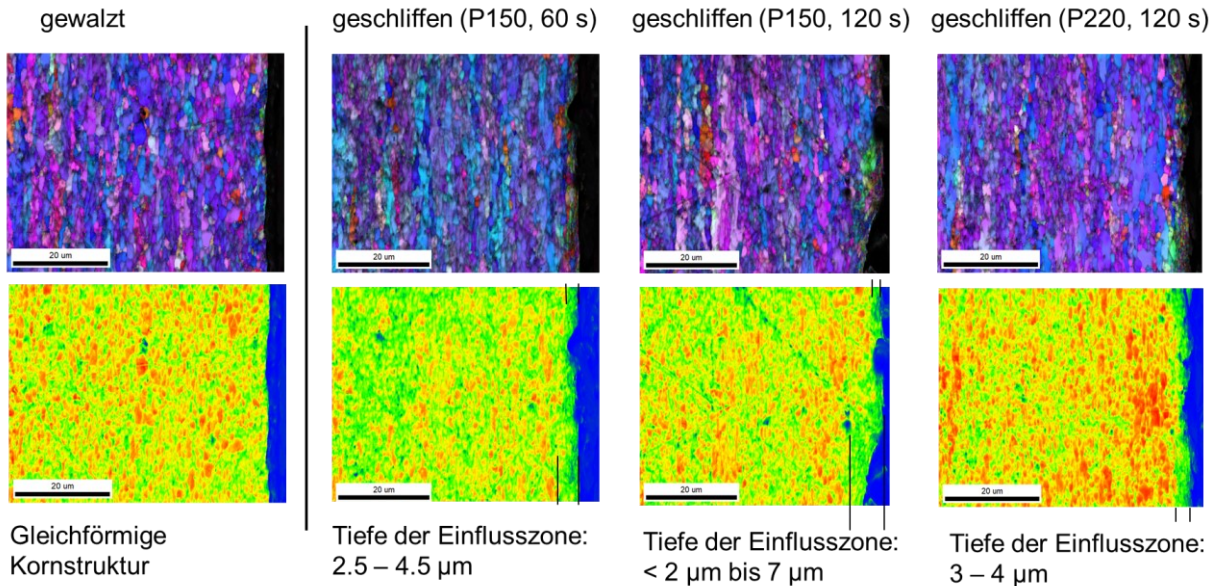 gewalzt
geschliffen (P150, 60 s)
geschliffen (P150, 120 s)
geschliffen (P220, 120 s)
20 um
20 um
20 um
20 um
20 um
20 um
20 um
20 um
Gleichförmige
Kornstruktur
Tiefe der Einflusszone:
2.5 – 4.5 µm
Tiefe der Einflusszone:
< 2 µm bis 7 µm
Tiefe der Einflusszone:
3 – 4 µm